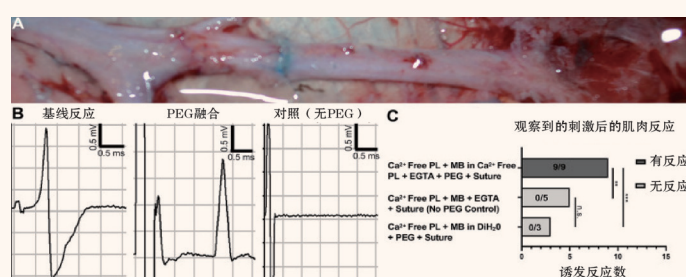 A
B
基线反应
PEG融合
对照（无PEG）
0.5 mV
0.5 ms
0.5 mV
0.5 ms
0.5 mV
0.5 ms
C
观察到的刺激后的肌肉反应
Ca²⁺ Free PL + MB in Ca²⁺ Free
PL + EGTA + PEG + Suture
9/9
Ca²⁺ Free PL + MB + EGTA
+ Suture (No PEG Control)
0/5
Ca²⁺ Free PL + MB in DiH₂0
+ PEG + Suture
0/3
**
n.s
***
有反应
无反应
0 5 10 15
诱发反应数